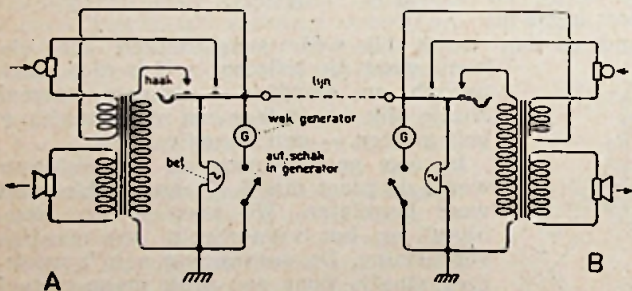 haak
lijn
G
wek generator
bel
aut. schak
in generator
G
A
B